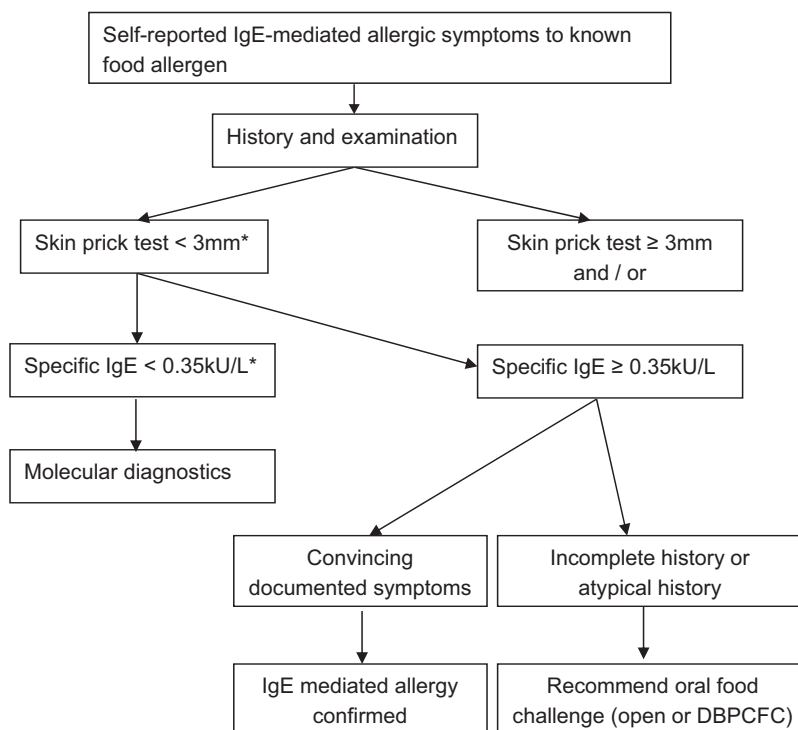 Self-reported IgE-mediated allergic symptoms to known
food allergen
History and examination
Skin prick test < 3mm*
Skin prick test ≥ 3mm
and / or
Specific IgE < 0.35kU/L*
Specific IgE ≥ 0.35kU/L
Molecular diagnostics
Convincing
documented symptoms
Incomplete history or
atypical history
IgE mediated allergy
confirmed
Recommend oral food
challenge (open or DBPCFC)